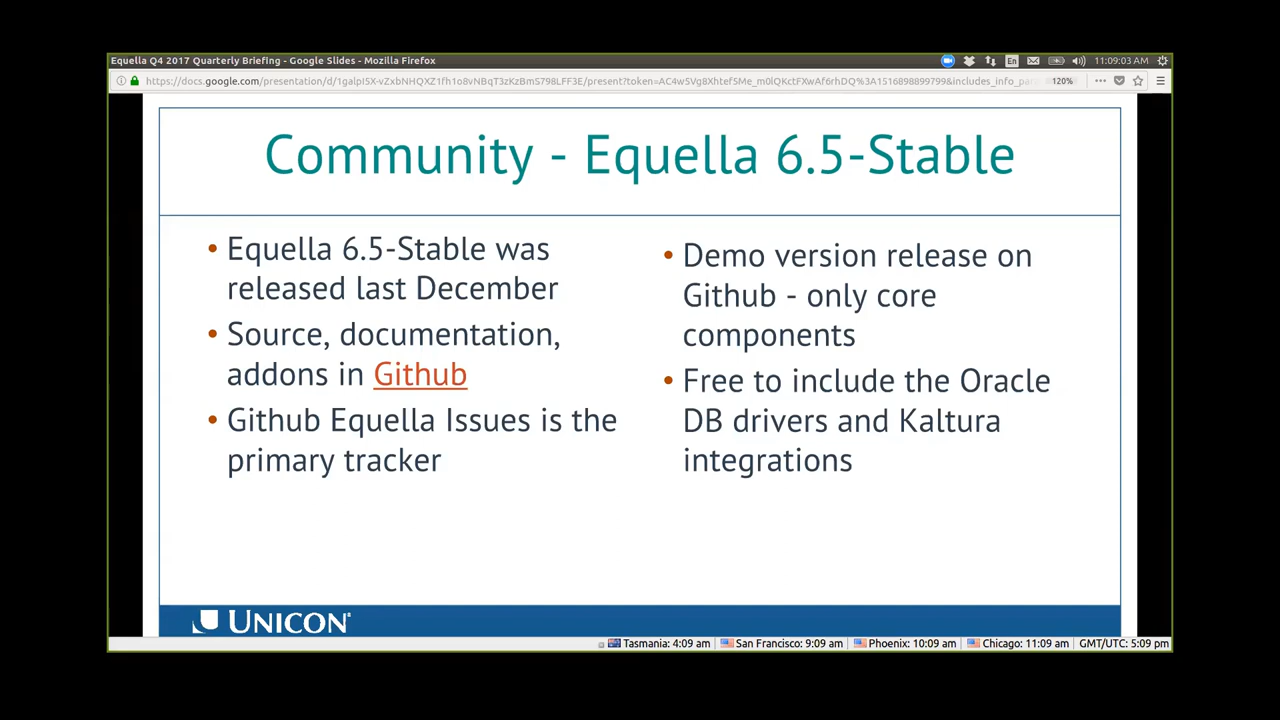 Equella Q4 2017 Quarterly Briefing - Google Slides - Mozilla Firefox
En
11:09:03 AM
120%
Community - Equella 6.5-Stable
• Equella 6.5-Stable was
released last December
• Source, documentation,
addons in Github
• Github Equella Issues is the
primary tracker
• Demo version release on
Github - only core
components
• Free to include the Oracle
DB drivers and Kaltura
integrations
UNICON
Tasmania: 4:09 am
San Francisco: 9:09 am
Phoenix: 10:09 am
Chicago: 11:09 am
GMT/UTC: 5:09 pm